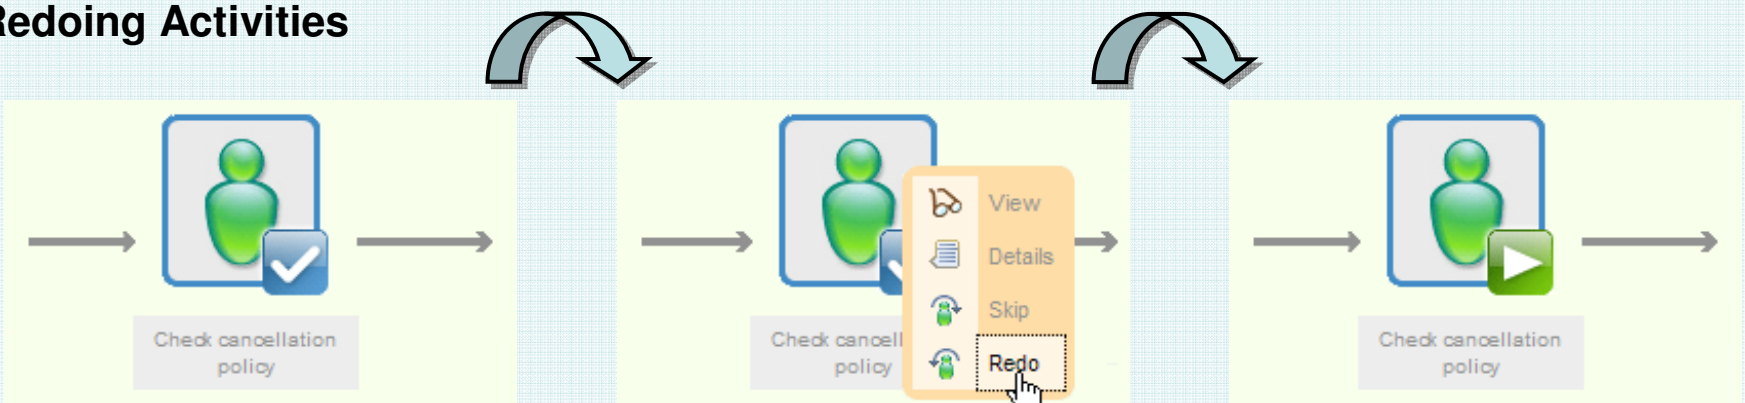 Redoing Activities
Check cancellation
policy
View
Details
Skip
Redo
Check cancell
policy
Check cancellation
policy